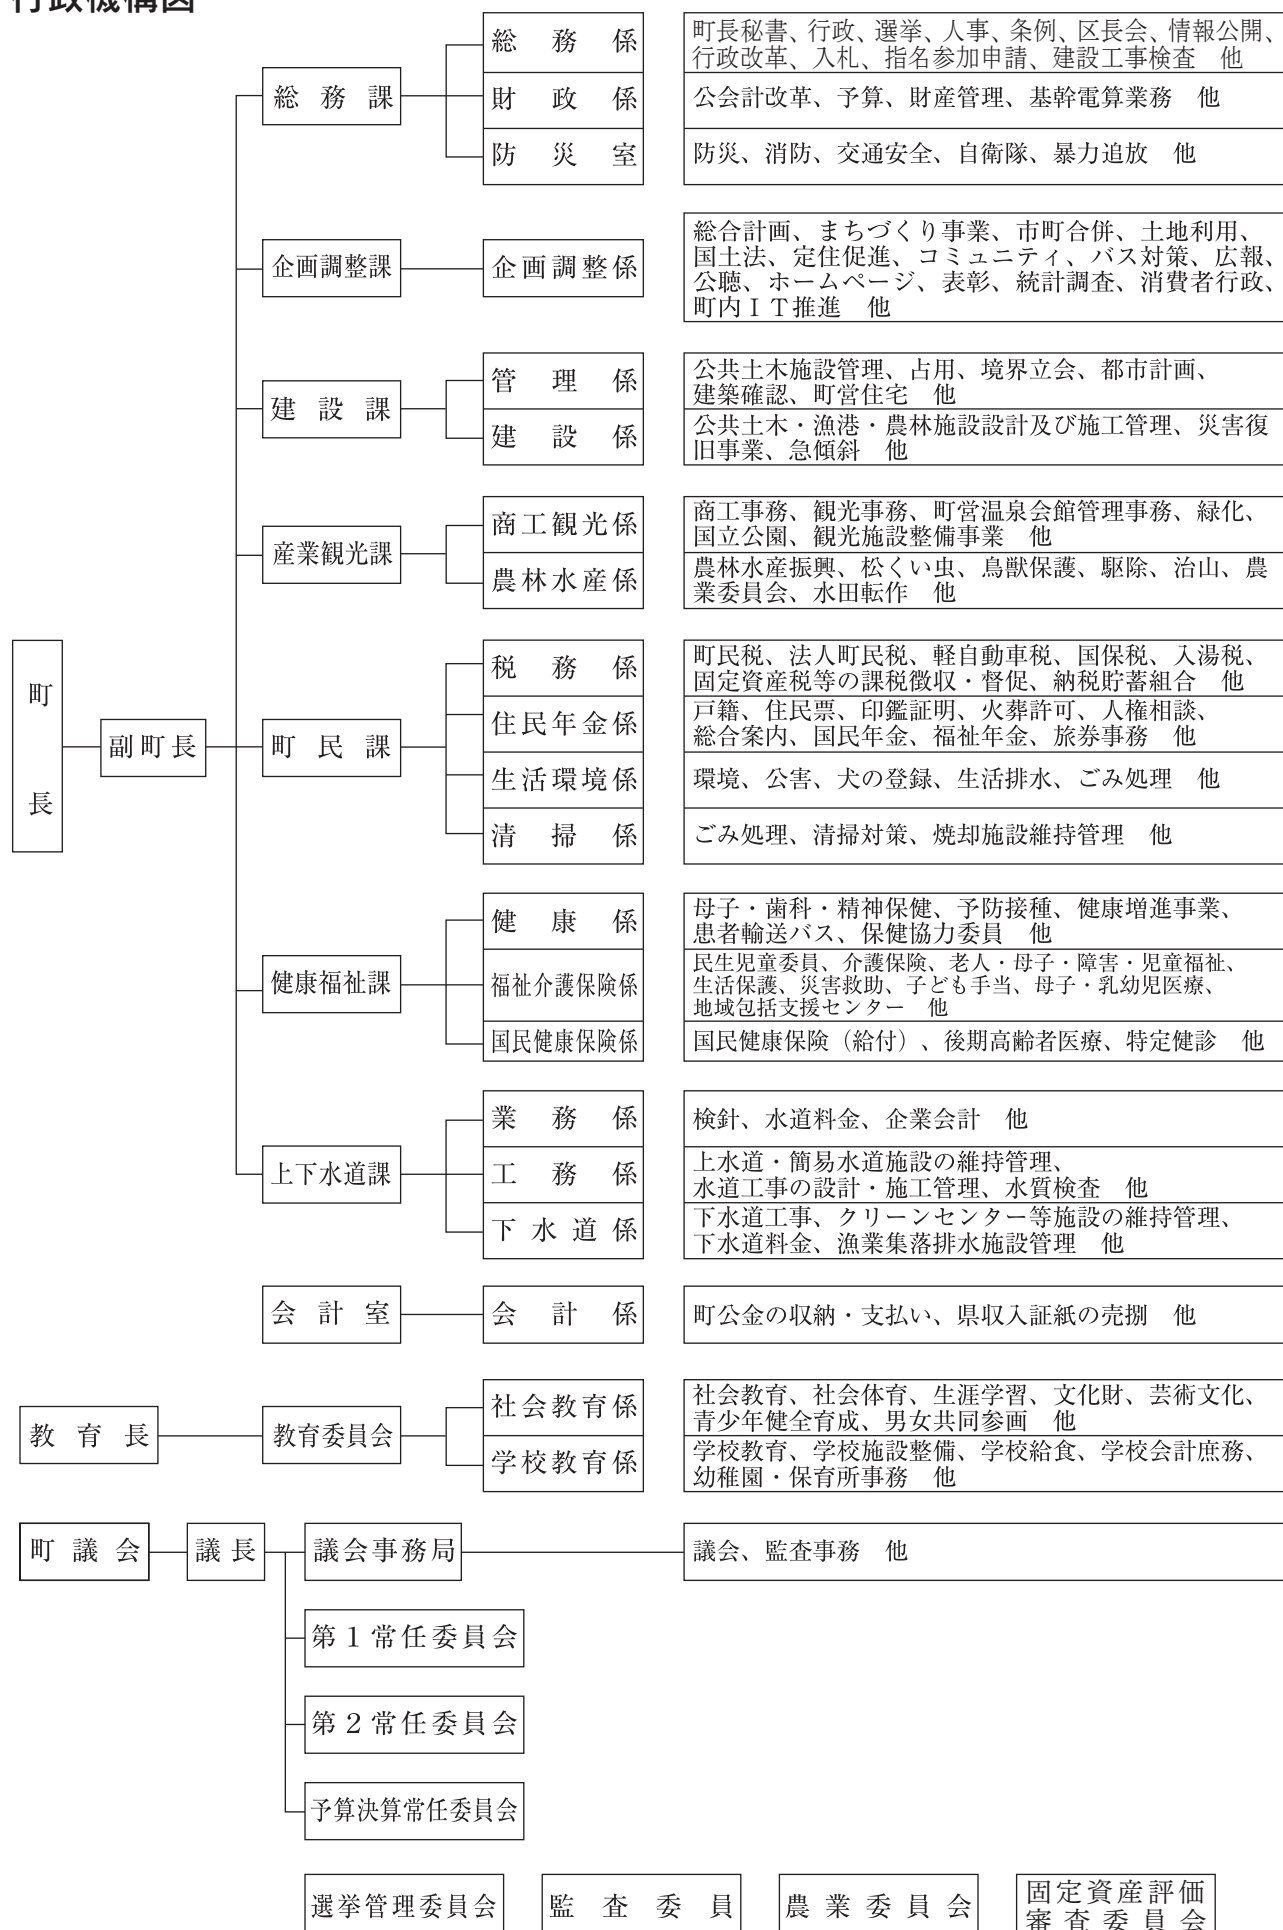 行政機構図
総務係
町長秘書、行政、選挙、人事、条例、区長会、情報公開、
行政改革、入札、指名参加申請、建設工事検査　他
総務課
財政係
公会計改革、予算、財産管理、基幹電算業務　他
防災室
防災、消防、交通安全、自衛隊、暴力追放　他
企画調整課
企画調整係
総合計画、まちづくり事業、市町合併、土地利用、
国土法、定住促進、コミュニティ、バス対策、広報、
公聴、ホームページ、表彰、統計調査、消費者行政、
町内ＩＴ推進　他
建設課
管理係
公共土木施設管理、占用、境界立会、都市計画、
建築確認、町営住宅　他
建設係
公共土木・漁港・農林施設設計及び施工管理、災害復
旧事業、急傾斜　他
産業観光課
商工観光係
商工事務、観光事務、町営温泉会館管理事務、緑化、
国立公園、観光施設整備事業　他
農林水産係
農林水産振興、松くい虫、鳥獣保護、駆除、治山、農
業委員会、水田転作　他
町長
副町長
町民課
税務係
町民税、法人町民税、軽自動車税、国保税、入湯税、
固定資産税等の課税徴収・督促、納税貯蓄組合　他
住民年金係
戸籍、住民票、印鑑証明、火葬許可、人権相談、
総合案内、国民年金、福祉年金、旅券事務　他
生活環境係
環境、公害、犬の登録、生活排水、ごみ処理　他
清掃係
ごみ処理、清掃対策、焼却施設維持管理　他
健康福祉課
健康係
母子・歯科・精神保健、予防接種、健康増進事業、
患者輸送バス、保健協力委員　他
福祉介護保険係
民生児童委員、介護保険、老人・母子・障害・児童福祉、
生活保護、災害救助、子ども手当、母子・乳幼児医療、
地域包括支援センター　他
国民健康保険係
国民健康保険（給付）、後期高齢者医療、特定健診　他
上下水道課
業務係
検針、水道料金、企業会計　他
工務係
上水道・簡易水道施設の維持管理、
水道工事の設計・施工管理、水質検査　他
下水道係
下水道工事、クリーンセンター等施設の維持管理、
下水道料金、漁業集落排水施設管理　他
会計室
会計係
町公金の収納・支払い、県収入証紙の売捌　他
教育長
教育委員会
社会教育係
社会教育、社会体育、生涯学習、文化財、芸術文化、
青少年健全育成、男女共同参画　他
学校教育係
学校教育、学校施設整備、学校給食、学校会計庶務、
幼稚園・保育所事務　他
町議会
議長
議会事務局
議会、監査事務　他
第１常任委員会
第２常任委員会
予算決算常任委員会
選挙管理委員会
監査委員
農業委員会
固定資産評価
審査委員会